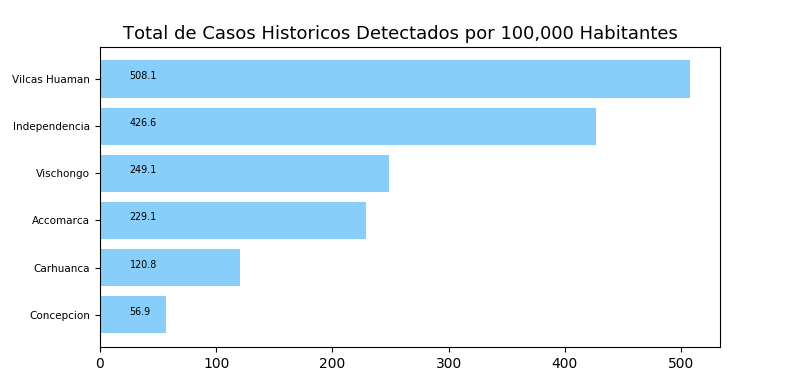 Total de Casos Historicos Detectados por 100,000 Habitantes
Vilcas Huaman 508.1
Independencia 426.6
Vischongo 249.1
Accomarca 229.1
Carhuanca 120.8
Concepcion 56.9
0 100 200 300 400 500